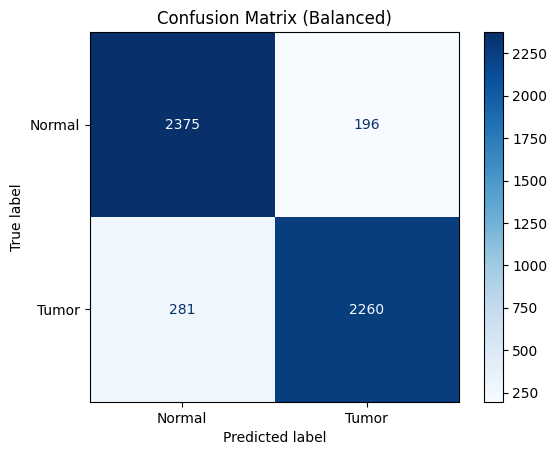 Confusion Matrix (Balanced)
True label
Normal
Tumor
2375
196
281
2260
Normal
Tumor
Predicted label
2250
2000
1750
1500
1250
1000
750
500
250